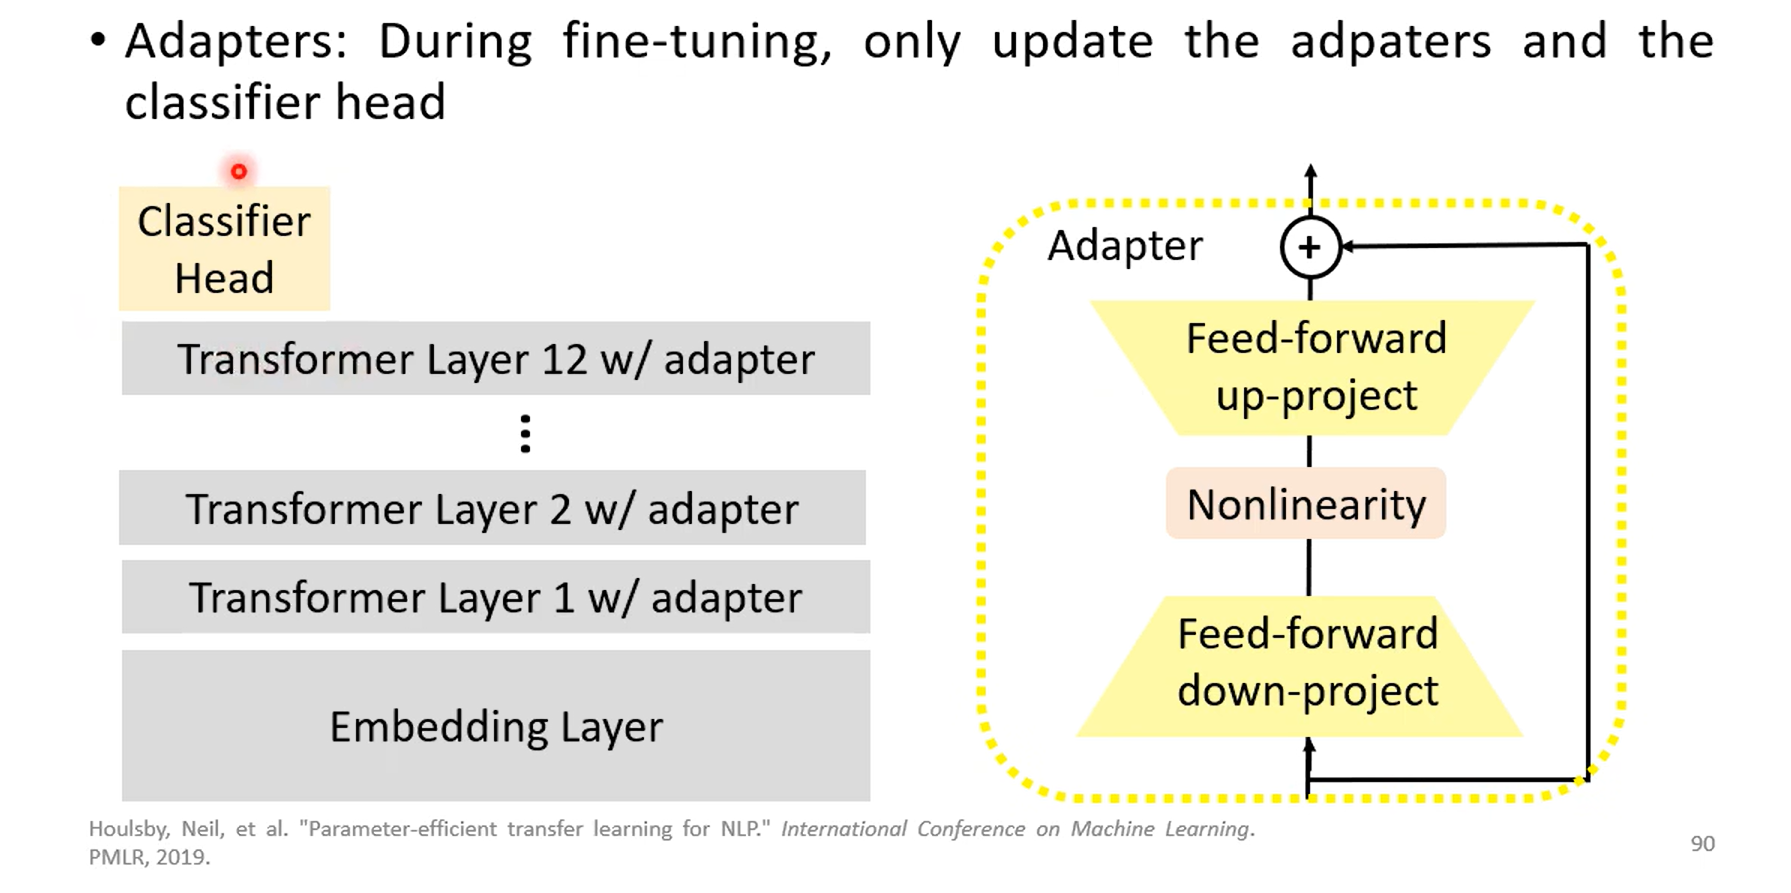 • Adapters: During fine-tuning, only update the adpaters and the
classifier head
Classifier
Head
Transformer Layer 12 w/ adapter
Transformer Layer 2 w/ adapter
Transformer Layer 1 w/ adapter
Embedding Layer
Adapter
+
Feed-forward
up-project
Nonlinearity
Feed-forward
down-project
Houlsby, Neil, et al. "Parameter-efficient transfer learning for NLP." International Conference on Machine Learning.
PMLR, 2019.
90